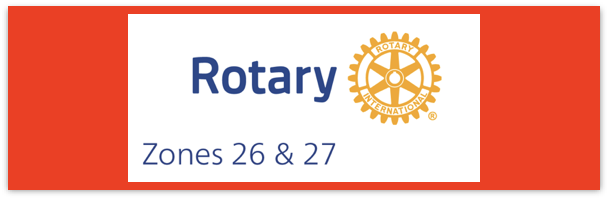 Rotary
ROTARY
INTERNATIONAL
®
Zones 26 & 27